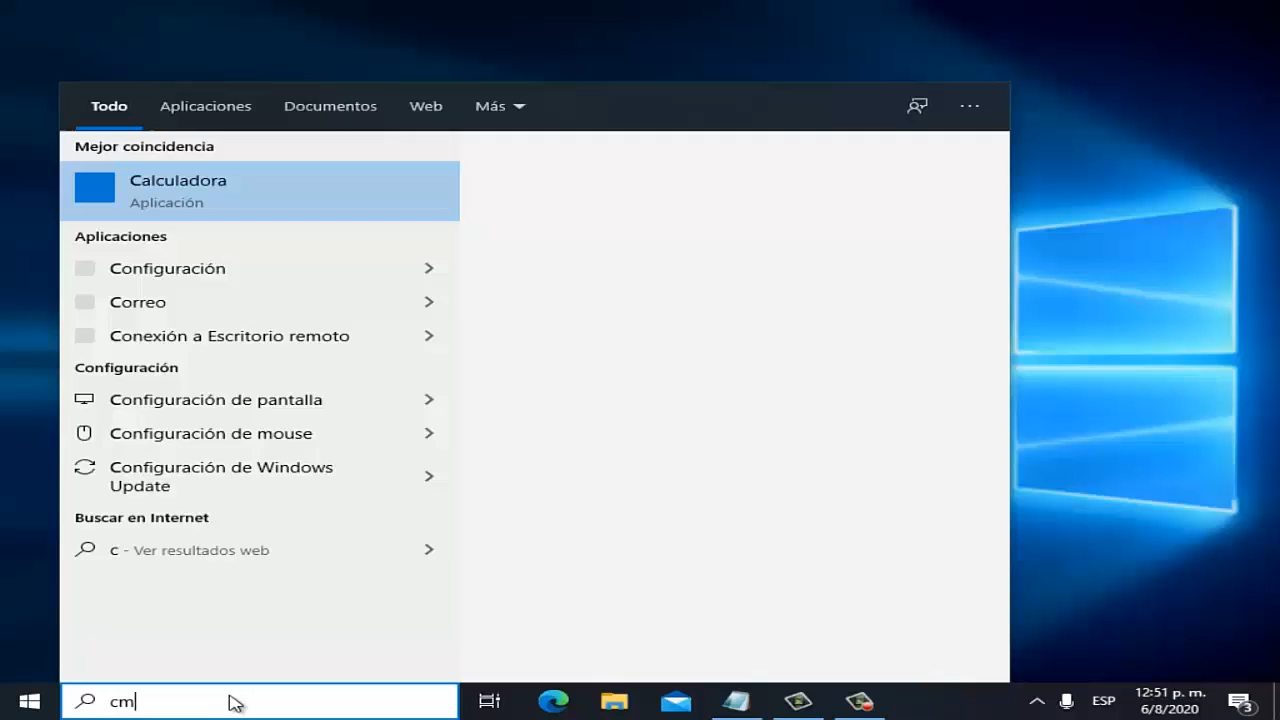 Todo Aplicaciones Documentos Web Más
Mejor coincidencia
Calculadora
Aplicación
Aplicaciones
Configuración
Correo
Conexión a Escritorio remoto
Configuración
Configuración de pantalla
Configuración de mouse
Configuración de Windows
Update
Buscar en Internet
c - Ver resultados web
cm
ESP
12:51 p. m.
6/8/2020
3